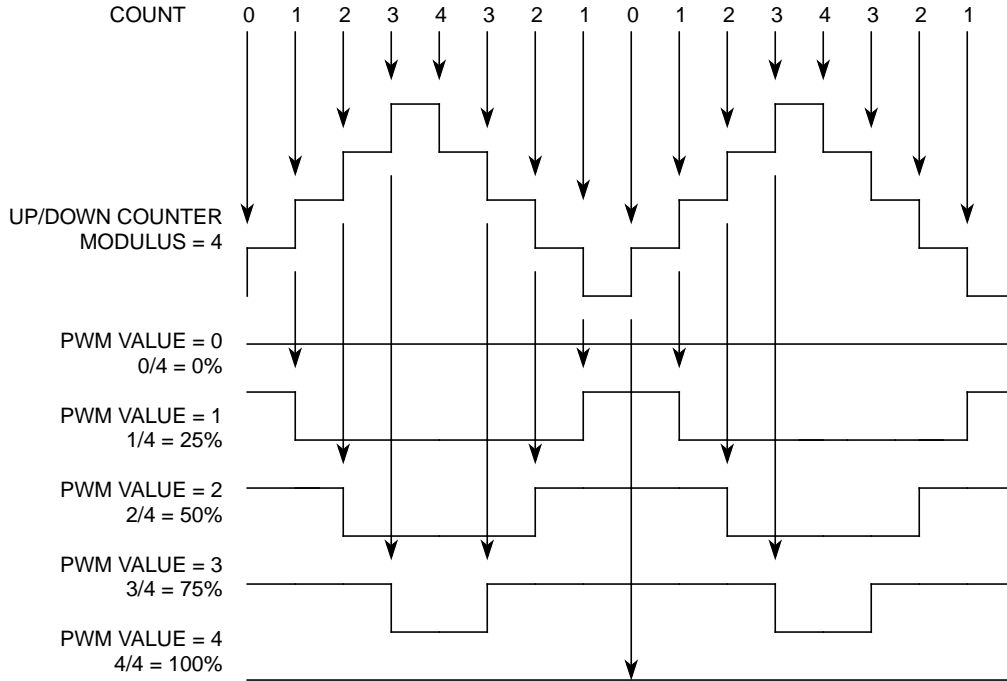 COUNT 0 1 2 3 4 3 2 1 0 1 2 3 4 3 2 1
UP/DOWN COUNTER
MODULUS = 4
PWM VALUE = 0
0/4 = 0%
PWM VALUE = 1
1/4 = 25%
PWM VALUE = 2
2/4 = 50%
PWM VALUE = 3
3/4 = 75%
PWM VALUE = 4
4/4 = 100%